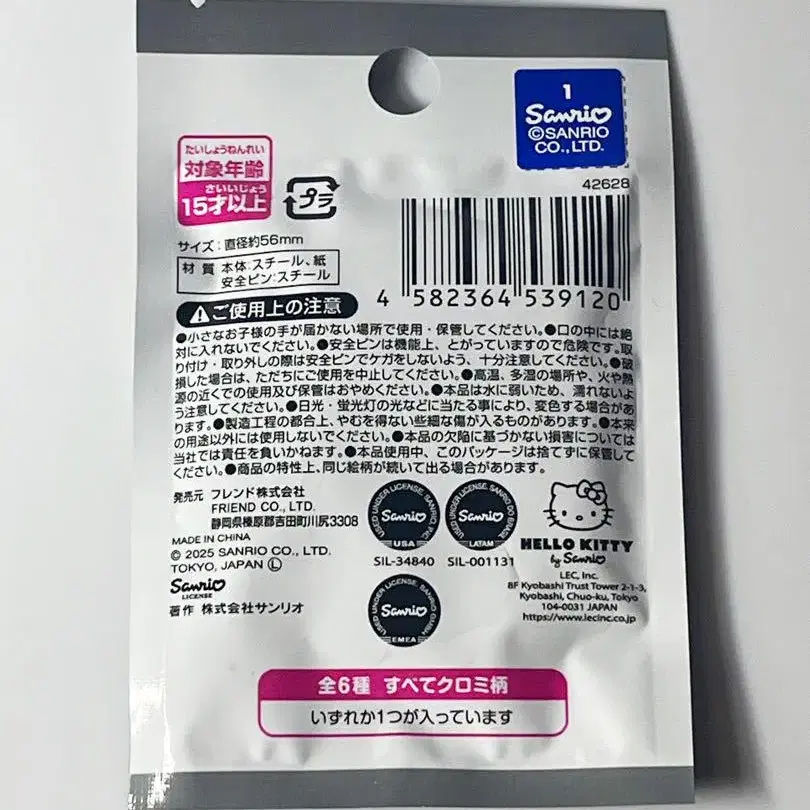 1
Sanrio
©SANRIO
CO.,LTD.
たいしょうねんれい
対象年齢
さいいじょう
15才以上
プラ
42628
サイズ:直径約56mm
材質 本体:スチール、紙
安全ピン:スチール
4 582364 539120
ご使用上の注意
●小さなお子様の手が届かない場所で使用・保管してください。●口の中には絶
対に入れないでください。●安全ピンは機能上、とがっていますので危険です。取
り付け・取り外しの際は安全ピンでケガをしないよう、十分注意してください。●破
損した場合は、ただちにご使用を中止してください。●高温、多湿の場所や、火や熱
源の近くでの使用及び保管はおやめください。●本品は水に弱いため、濡れないよ
う注意してください。●日光・蛍光灯の光などに当たる事により、変色する場合があ
ります。●製造工程の都合上、やむを得ない些細な傷が入るものがあります。●本来
の用途以外には使用しないでください。●本品の欠陥に基づかない損害については
当社では責任を負いかねます。●本品使用中、このパッケージは捨てずに保管して
ください。●商品の特性上、同じ絵柄が続いて出る場合があります。
発売元 フレンド株式会社
FRIEND CO., LTD.
静岡県榛原郡吉田町川尻3308
MADE IN CHINA
© 2025 SANRIO CO., LTD.
TOKYO, JAPAN Ⓛ
Sanrio
LICENSE
著作 株式会社サンリオ
USED UNDER LICENSE. SANRIO, INC.
Sanrio
USA
SIL-34840
USED UNDER LICENSE. SANRIO DO BRASIL
Sanrio
LATAM
SIL-001131
USED UNDER LICENSE. SANRIO GMBH
Sanrio
EMEA
HELLO KITTY
by Sanrio
LEC, Inc.
8F Kyobashi Trust Tower 2-1-3,
Kyobashi, Chuo-ku, Tokyo
104-0031 JAPAN
https://www.lecinc.co.jp
全6種 すべてクロミ柄
いずれか1つが入っています